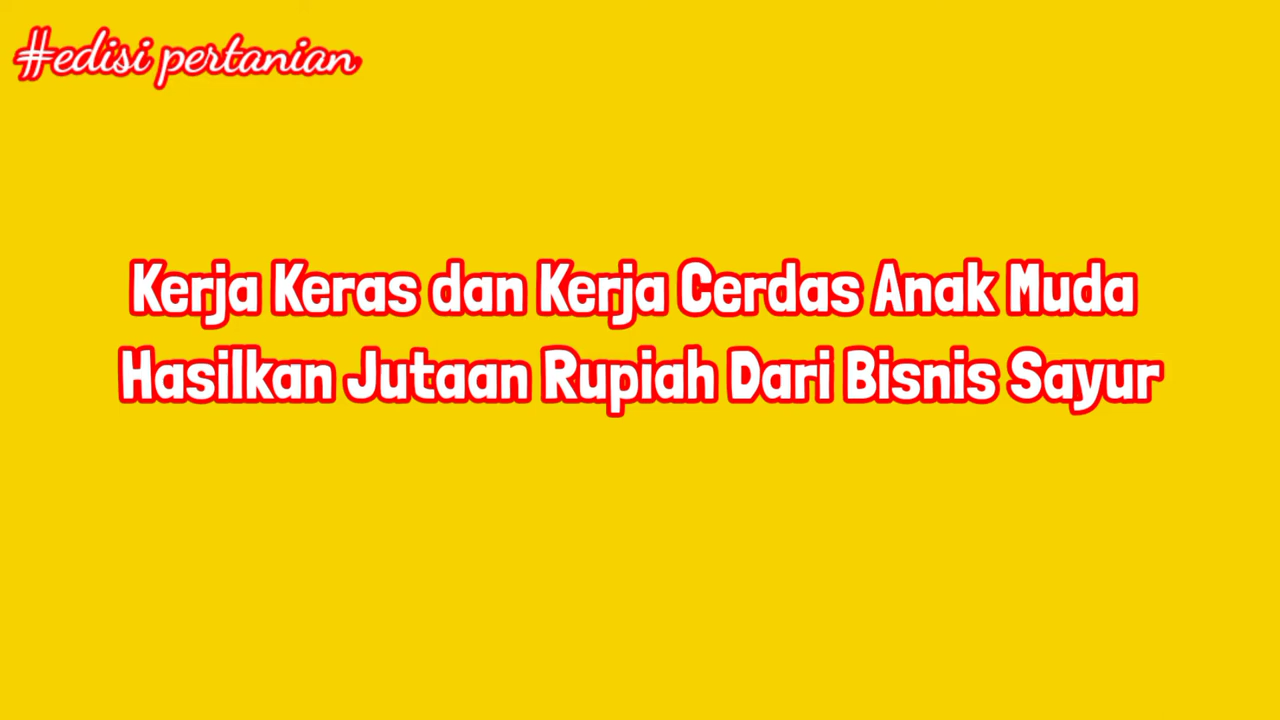 #edisi pertanian
Kerja Keras dan Kerja Cerdas Anak Muda
Hasilkan Jutaan Rupiah Dari Bisnis Sayur